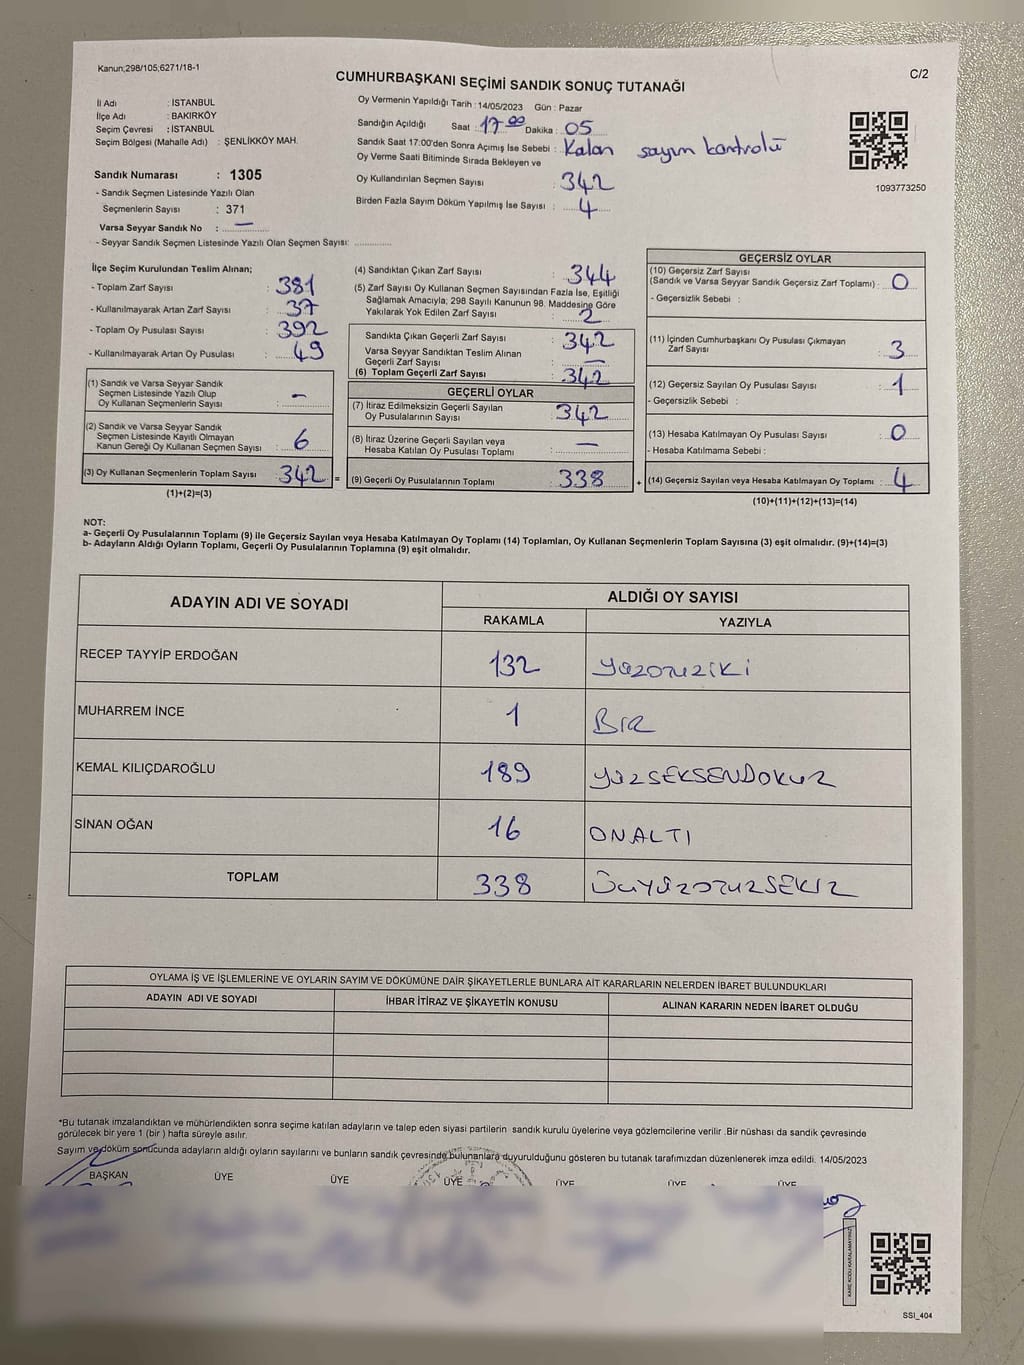 Kanun;298/105;6271/18-1
C/2
CUMHURBAŞKANI SEÇİMİ SANDIK SONUÇ TUTANAĞI
İl Adı : İSTANBUL
İlçe Adı : BAKIRKÖY
Seçim Çevresi : İSTANBUL
Seçim Bölgesi (Mahalle Adı) : ŞENLİKKÖY MAH.
Sandık Numarası : 1305
- Sandık Seçmen Listesinde Yazılı Olan
Seçmenlerin Sayısı : 371
Varsa Seyyar Sandık No : —
- Seyyar Sandık Seçmen Listesinde Yazılı Olan Seçmen Sayısı:
Oy Vermenin Yapıldığı Tarih : 14/05/2023 Gün : Pazar
Sandığın Açıldığı Saat : 17:00 Dakika : 05
Sandık Saat 17:00'den Sonra Açımış İse Sebebi : Kalan sayım kontrolü
Oy Verme Saati Bitiminde Sırada Bekleyen ve
Oy Kullandırılan Seçmen Sayısı : 342
Birden Fazla Sayım Döküm Yapılmış İse Sayısı : 4
1093773250
İlçe Seçim Kurulundan Teslim Alınan;
- Toplam Zarf Sayısı : 381
- Kullanılmayarak Artan Zarf Sayısı : 37
- Toplam Oy Pusulası Sayısı : 392
- Kullanılmayarak Artan Oy Pusulası : 49
(1) Sandık ve Varsa Seyyar Sandık
Seçmen Listesinde Yazılı Olup
Oy Kullanan Seçmenlerin Sayısı : -
(2) Sandık ve Varsa Seyyar Sandık
Seçmen Listesinde Kayıtlı Olmayan
Kanun Gereği Oy Kullanan Seçmen Sayısı : 6
(3) Oy Kullanan Seçmenlerin Toplam Sayısı : 342 =
(1)+(2)=(3)
(4) Sandıktan Çıkan Zarf Sayısı : 344
(5) Zarf Sayısı Oy Kullanan Seçmen Sayısından Fazla İse, Eşitliği
Sağlamak Amacıyla, 298 Sayılı Kanunun 98. Maddesine Göre
Yakılarak Yok Edilen Zarf Sayısı : 2
Sandıkta Çıkan Geçerli Zarf Sayısı : 342
Varsa Seyyar Sandıktan Teslim Alınan
Geçerli Zarf Sayısı : —
(6) Toplam Geçerli Zarf Sayısı : 342
GEÇERLİ OYLAR
(7) İtiraz Edilmeksizin Geçerli Sayılan
Oy Pusulalarının Sayısı : 342
(8) İtiraz Üzerine Geçerli Sayılan veya
Hesaba Katılan Oy Pusulası Toplamı : —
(9) Geçerli Oy Pusulalarının Toplamı : 338 +
GEÇERSİZ OYLAR
(10) Geçersiz Zarf Sayısı
(Sandık ve Varsa Seyyar Sandık Geçersiz Zarf Toplamı) : 0
- Geçersizlik Sebebi :
(11) İçinden Cumhurbaşkanı Oy Pusulası Çıkmayan
Zarf Sayısı : 3
(12) Geçersiz Sayılan Oy Pusulası Sayısı : 1
- Geçersizlik Sebebi :
(13) Hesaba Katılmayan Oy Pusulası Sayısı : 0
- Hesaba Katılmama Sebebi :
(14) Geçersiz Sayılan veya Hesaba Katılmayan Oy Toplamı : 4
(10)+(11)+(12)+(13)=(14)
NOT:
a- Geçerli Oy Pusulalarının Toplamı (9) ile Geçersiz Sayılan veya Hesaba Katılmayan Oy Toplamı (14) Toplamları, Oy Kullanan Seçmenlerin Toplam Sayısına (3) eşit olmalıdır. (9)+(14)=(3)
b- Adayların Aldığı Oyların Toplamı, Geçerli Oy Pusulalarının Toplamına (9) eşit olmalıdır.
ADAYIN ADI VE SOYADI ALDIĞI OY SAYISI
RAKAMLA YAZIYLA
RECEP TAYYİP ERDOĞAN 132 yüzotuziki
MUHARREM İNCE 1 BİR
KEMAL KILIÇDAROĞLU 189 YÜZSEKSENDOKUZ
SİNAN OĞAN 16 ONALTI
TOPLAM 338 ÜÇYÜZOTUZSEKİZ
OYLAMA İŞ VE İŞLEMLERİNE VE OYLARIN SAYIM VE DÖKÜMÜNE DAİR ŞİKAYETLERLE BUNLARA AİT KARARLARIN NELERDEN İBARET BULUNDUKLARI
ADAYIN ADI VE SOYADI İHBAR İTİRAZ VE ŞİKAYETİN KONUSU ALINAN KARARIN NEDEN İBARET OLDUĞU
*Bu tutanak imzalandıktan ve mühürlendikten sonra seçime katılan adayların ve talep eden siyasi partilerin sandık kurulu üyelerine veya gözlemcilerine verilir .Bir nüshası da sandık çevresinde
görülecek bir yere 1 (bir ) hafta süreyle asılır.
Sayım ve döküm sonucunda adayların aldığı oyların sayılarını ve bunların sandık çevresinde bulunanlara duyurulduğunu gösteren bu tutanak tarafımızdan düzenlenerek imza edildi. 14/05/2023
BAŞKAN ÜYE ÜYE ÜYE ÜYE ÜYE ÜYE
KARE KODU KARALAMAYINIZ
SSI_404